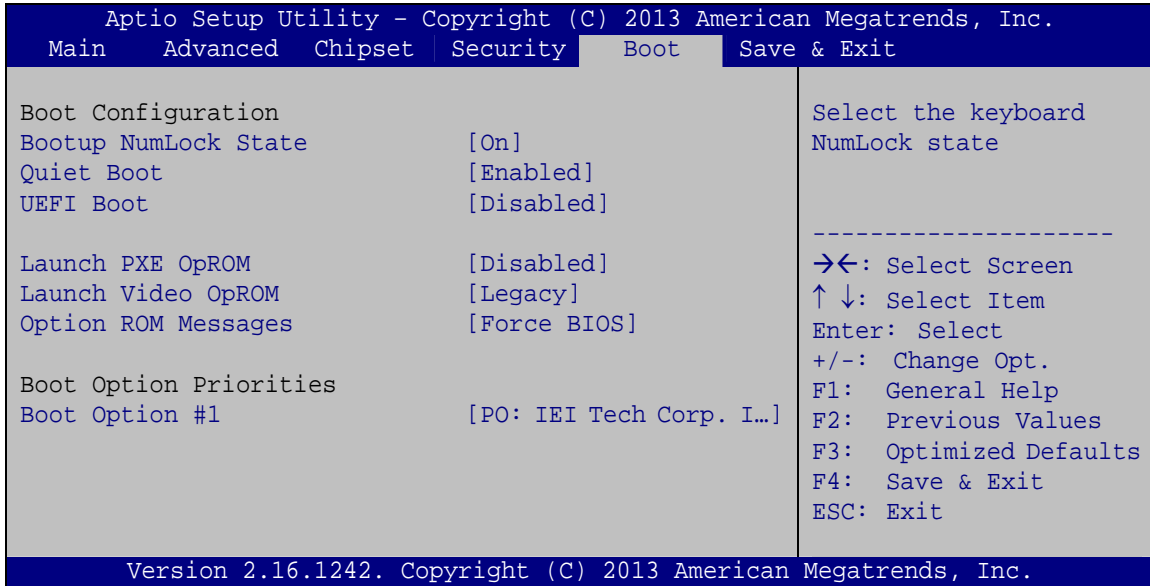 Aptio Setup Utility – Copyright (C) 2013 American Megatrends, Inc.
Main Advanced Chipset Security Boot Save & Exit
Boot Configuration
Bootup NumLock State [On]
Quiet Boot [Enabled]
UEFI Boot [Disabled]
Launch PXE OpROM [Disabled]
Launch Video OpROM [Legacy]
Option ROM Messages [Force BIOS]
Boot Option Priorities
Boot Option #1 [PO: IEI Tech Corp. I…]
Select the keyboard
NumLock state
---------------------
→←: Select Screen
↑ ↓: Select Item
Enter: Select
+/-: Change Opt.
F1: General Help
F2: Previous Values
F3: Optimized Defaults
F4: Save & Exit
ESC: Exit
Version 2.16.1242. Copyright (C) 2013 American Megatrends, Inc.